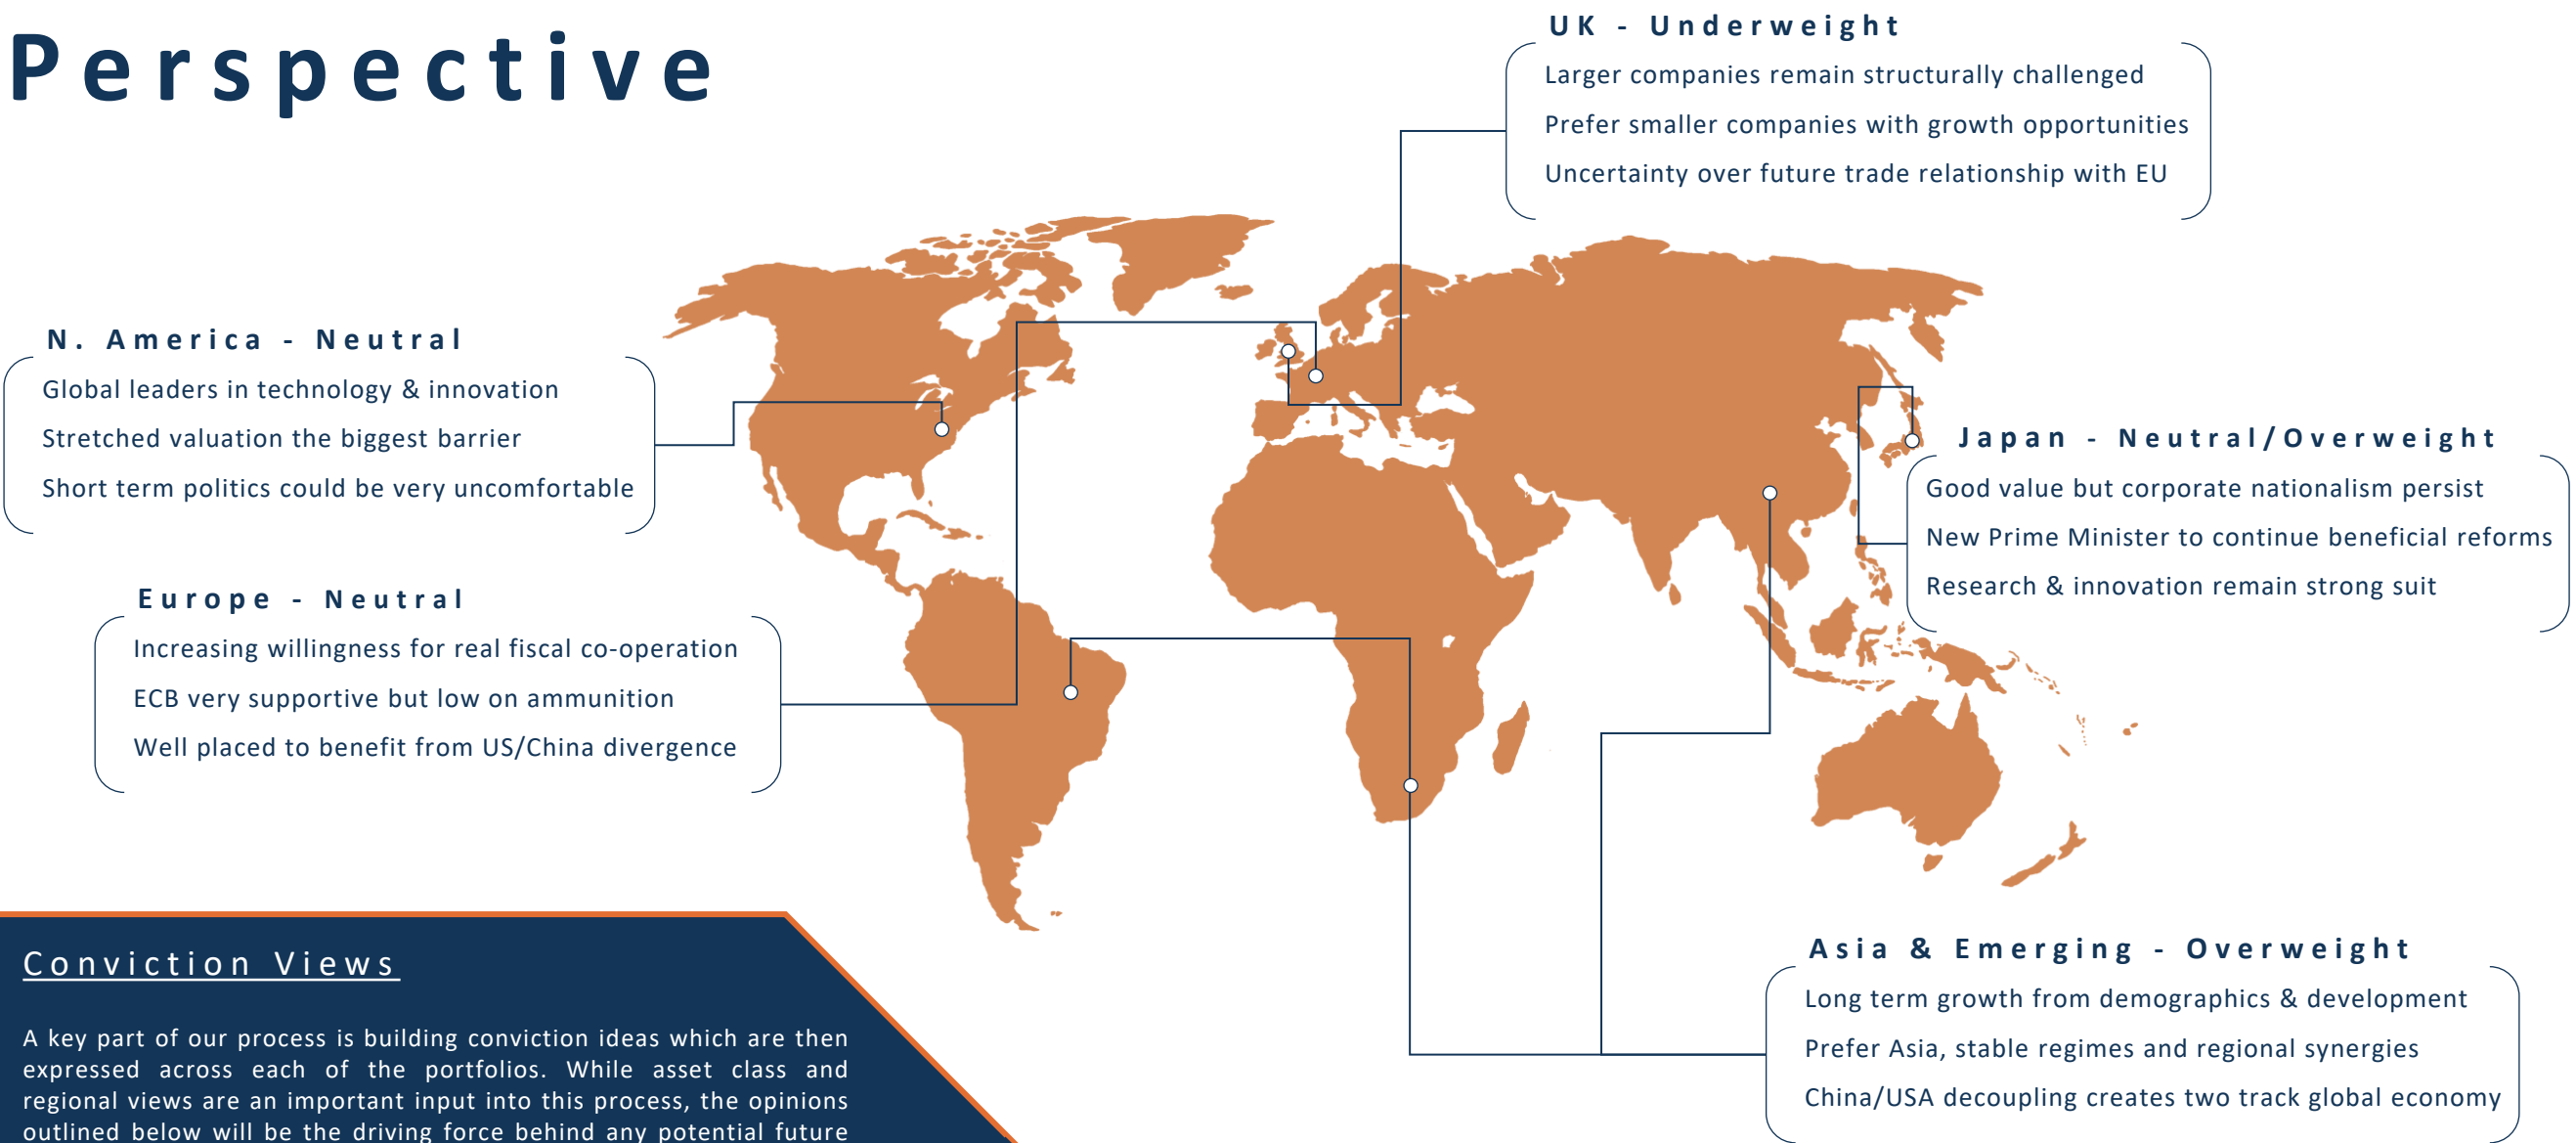 Perspective
UK - Underweight
Larger companies remain structurally challenged
Prefer smaller companies with growth opportunities
Uncertainty over future trade relationship with EU
N. America - Neutral
Global leaders in technology & innovation
Stretched valuation the biggest barrier
Short term politics could be very uncomfortable
Japan - Neutral/Overweight
Good value but corporate nationalism persist
New Prime Minister to continue beneficial reforms
Research & innovation remain strong suit
Europe - Neutral
Increasing willingness for real fiscal co-operation
ECB very supportive but low on ammunition
Well placed to benefit from US/China divergence
Asia & Emerging - Overweight
Long term growth from demographics & development
Prefer Asia, stable regimes and regional synergies
China/USA decoupling creates two track global economy
Conviction Views
A key part of our process is building conviction ideas which are then
expressed across each of the portfolios. While asset class and
regional views are an important input into this process, the opinions
outlined below will be the driving force behind any potential future